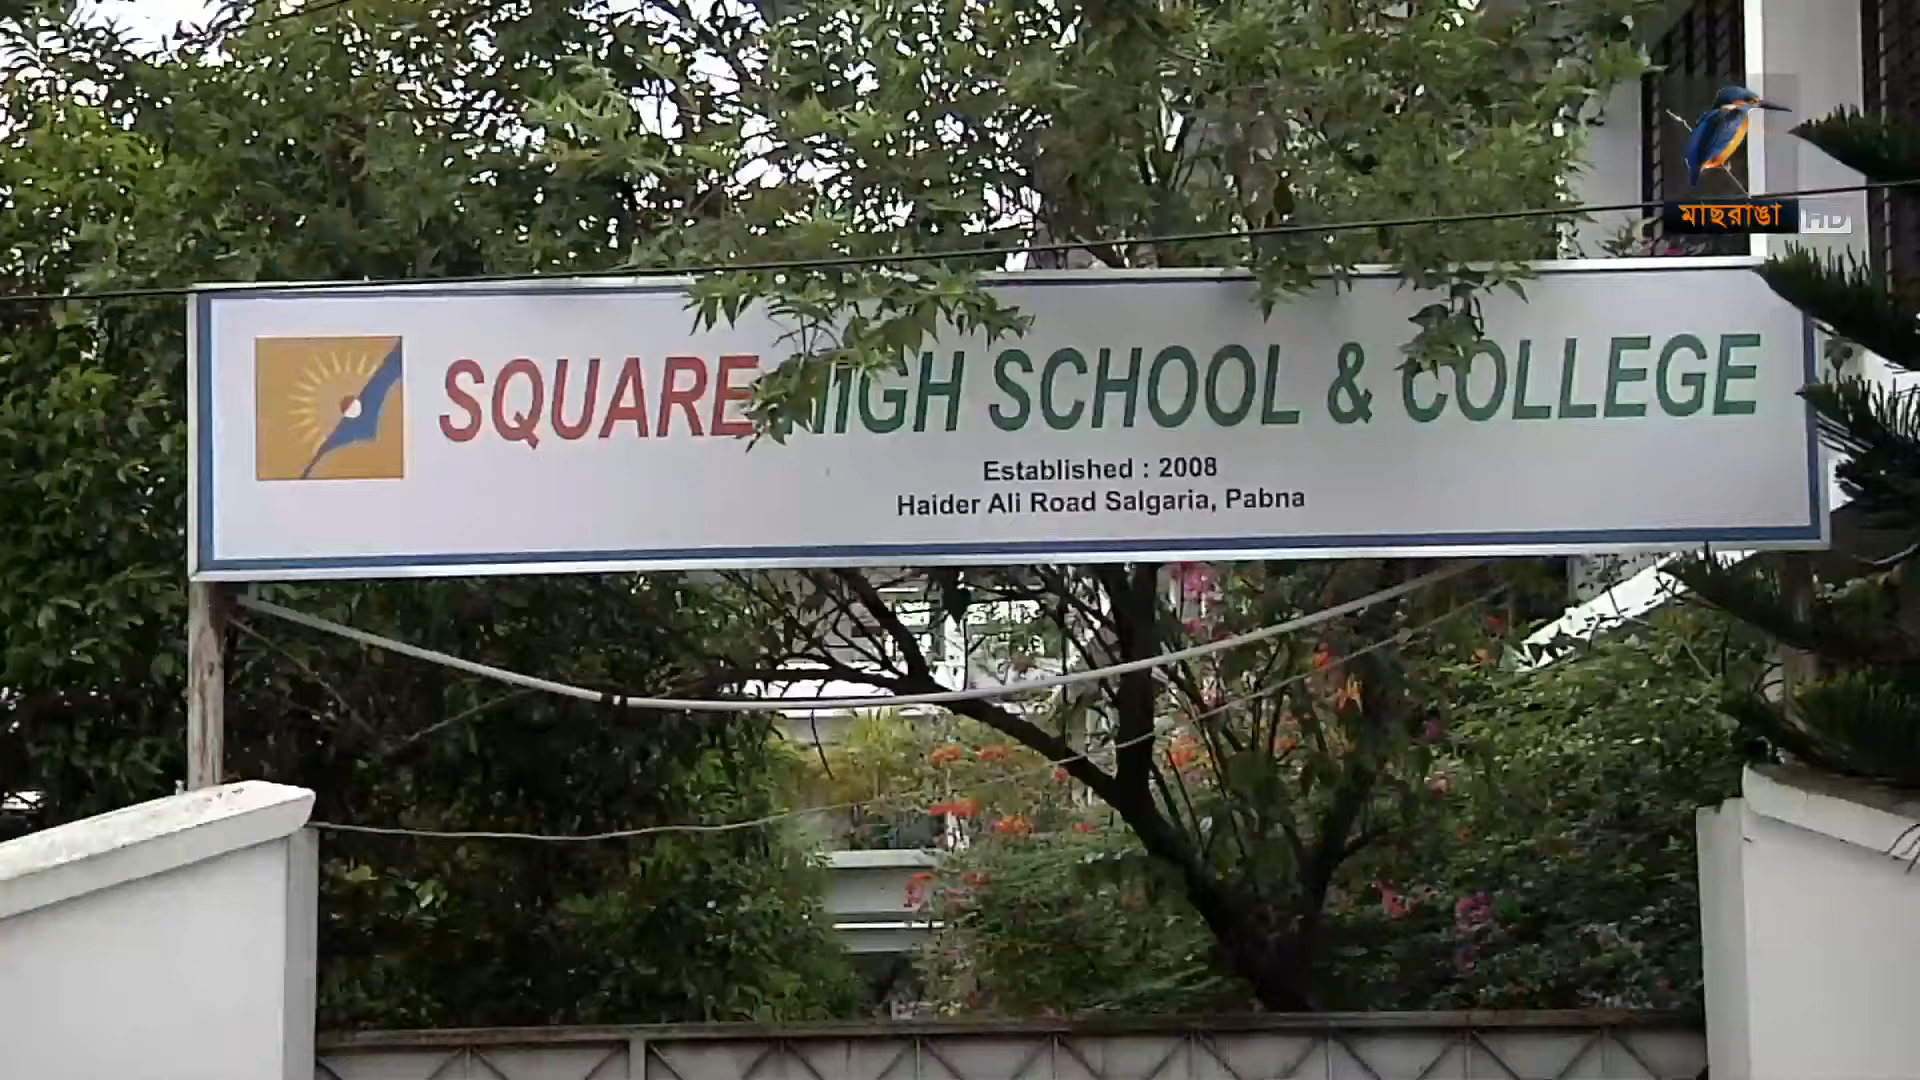 মাছরাঙা HD
SQUARE HIGH SCHOOL & COLLEGE
Established : 2008
Haider Ali Road Salgaria, Pabna